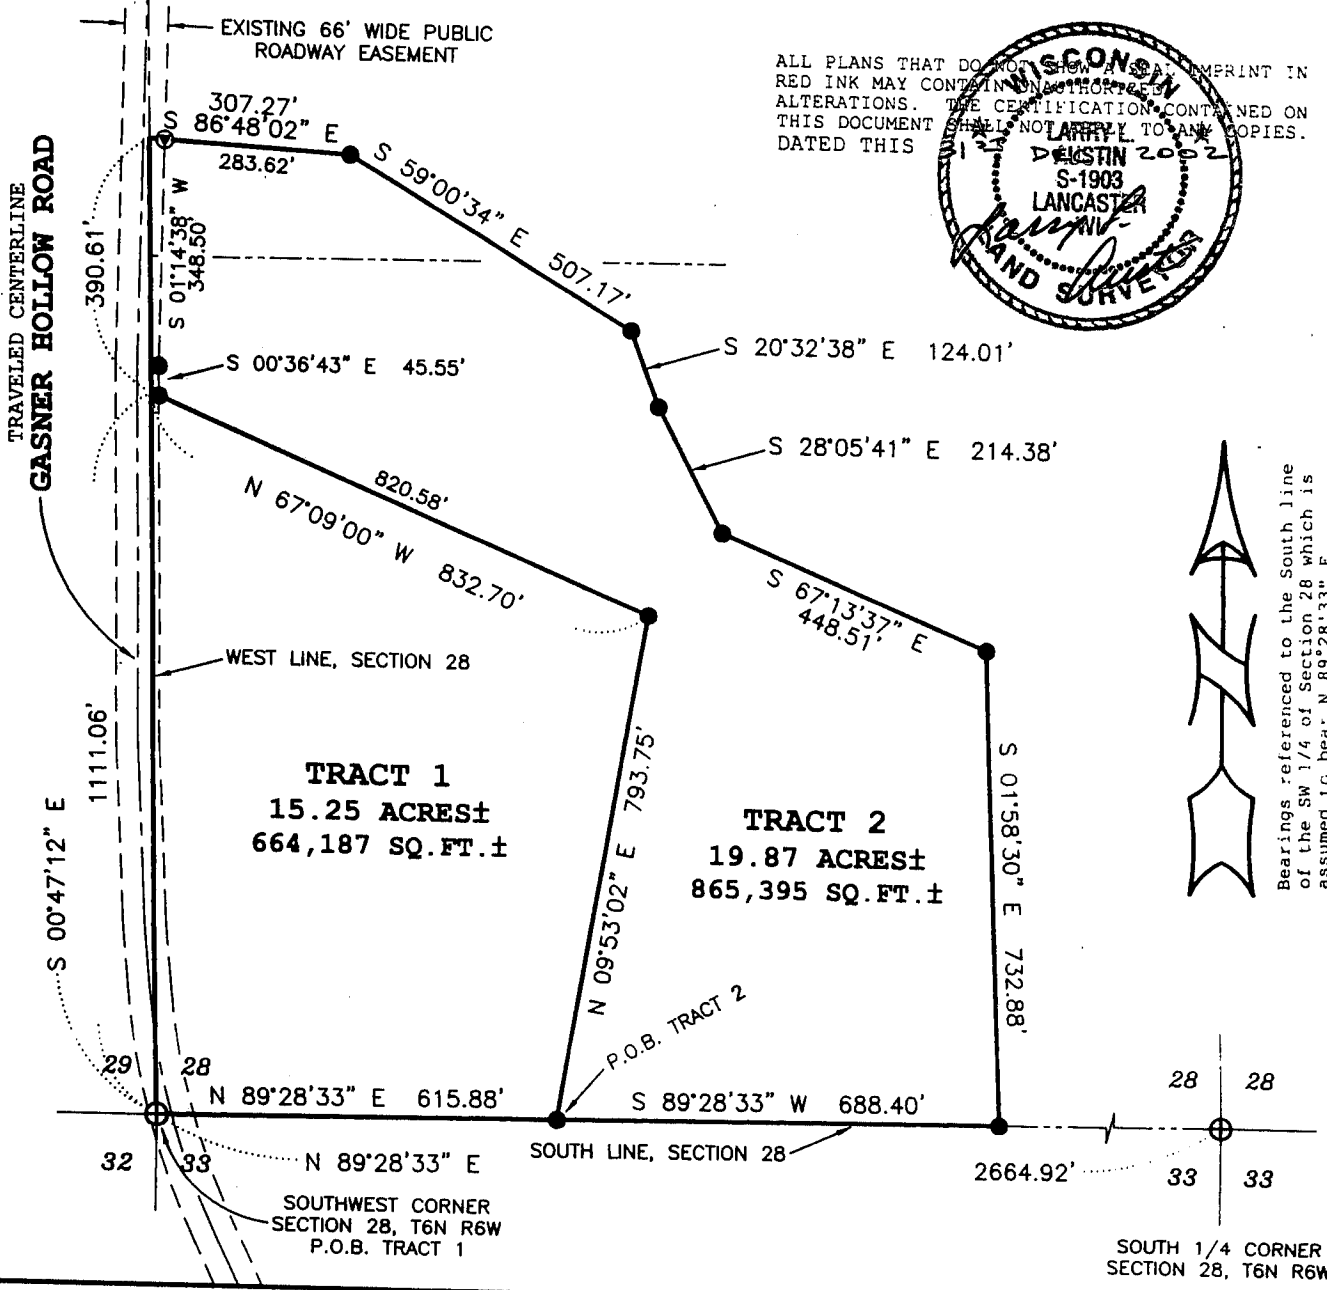 EXISTING 66' WIDE PUBLIC
ROADWAY EASEMENT
ALL PLANS THAT DO NOT SHOW A SEAL IMPRINT IN
RED INK MAY CONTAIN UNAUTHORIZED
ALTERATIONS. THE CERTIFICATION CONTAINED ON
THIS DOCUMENT SHALL NOT APPLY TO ANY COPIES.
DATED THIS DEC. 2002
WISCONSIN
LARRY L.
AUSTIN
S-1903
LANCASTER
WI
LAND SURVEYOR
307.27'
S 86°48'02" E
283.62'
S 59°00'34" E 507.17'
TRAVELED CENTERLINE
GASNER HOLLOW ROAD
390.61'
S 01°14'38" W
348.50'
S 00°36'43" E 45.55'
S 20°32'38" E 124.01'
S 28°05'41" E 214.38'
820.58'
N 67°09'00" W 832.70'
S 67°13'37" E
448.51'
Bearings referenced to the South line
of the SW 1/4 of Section 28 which is
assumed to bear N 89°28'33" E
WEST LINE, SECTION 28
1111.06'
S 00°47'12" E
TRACT 1
15.25 ACRES±
664,187 SQ.FT.±
N 09°53'02" E 793.75'
TRACT 2
19.87 ACRES±
865,395 SQ.FT.±
S 01°58'30" E 732.88'
P.O.B. TRACT 2
29 28
28 28
N 89°28'33" E 615.88'
S 89°28'33" W 688.40'
SOUTH LINE, SECTION 28
32 33
N 89°28'33" E
2664.92'
33 33
SOUTHWEST CORNER
SECTION 28, T6N R6W
P.O.B. TRACT 1
SOUTH 1/4 CORNER
SECTION 28, T6N R6W